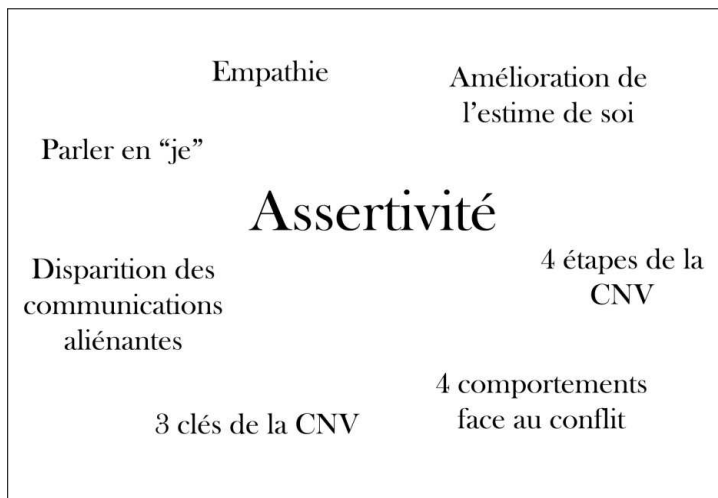 Empathie
Amélioration de
l’estime de soi
Parler en “je”
Assertivité
Disparition des
communications
aliénantes
4 étapes de la
CNV
4 comportements
face au conflit
3 clés de la CNV